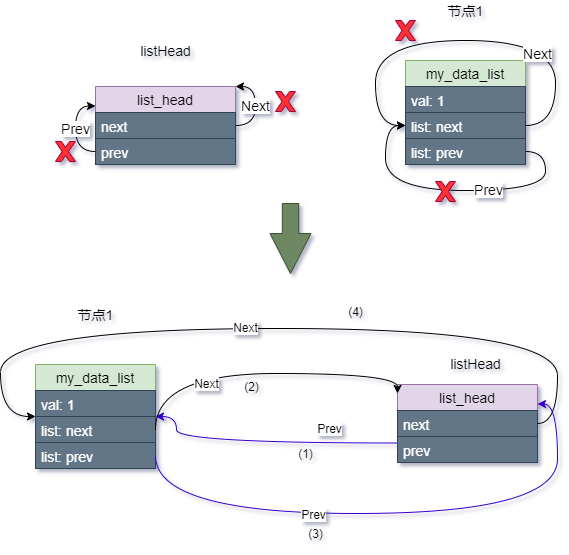 节点1
listHead
Next
my_data_list
list_head
val: 1
Next
next
list: next
Prev
prev
list: prev
Prev
节点1
(4)
Next
listHead
my_data_list
Next
(2)
list_head
val: 1
next
list: next
Prev
prev
list: prev
(1)
Prev
(3)